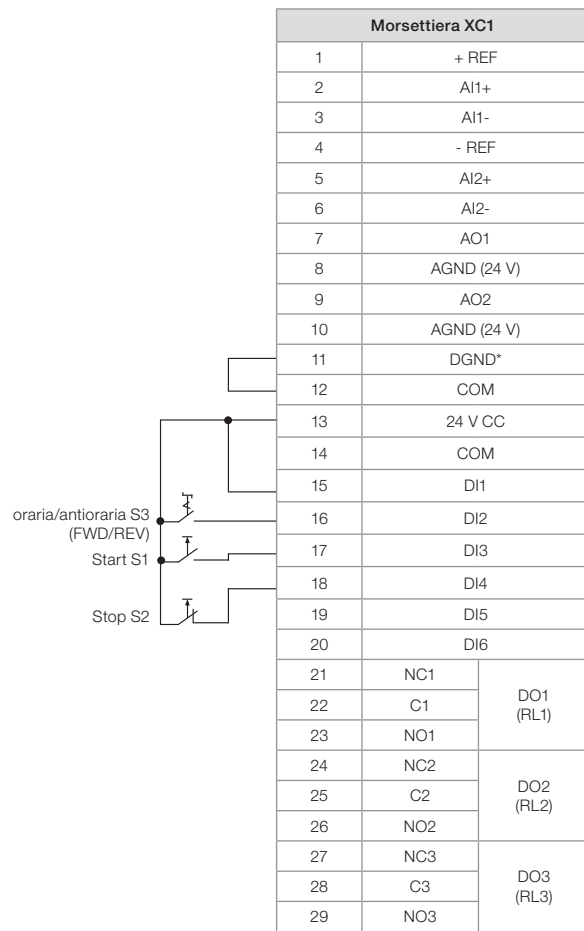 Morsettiera XC1
1 + REF
2 AI1+
3 AI1-
4 - REF
5 AI2+
6 AI2-
7 AO1
8 AGND (24 V)
9 AO2
10 AGND (24 V)
11 DGND*
12 COM
13 24 V CC
14 COM
15 DI1
oraria/antioraria S3
(FWD/REV)
16 DI2
Start S1
17 DI3
18 DI4
Stop S2
19 DI5
20 DI6
21 NC1
22 C1
23 NO1
DO1
(RL1)
24 NC2
25 C2
26 NO2
DO2
(RL2)
27 NC3
28 C3
29 NO3
DO3
(RL3)